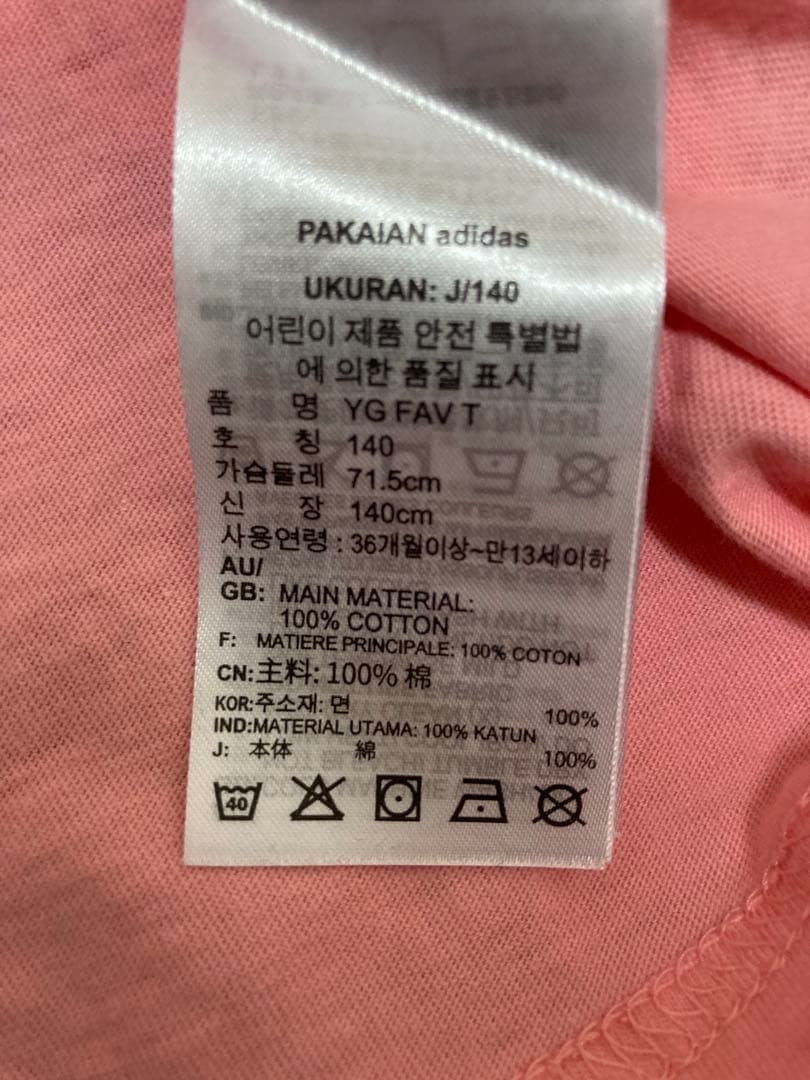 PAKAIAN adidas
UKURAN: J/140
어린이 제품 안전 특별법
에 의한 품질 표시
품 명 YG FAV T
호 칭 140
가슴둘레 71.5cm
신 장 140cm
사용연령 : 36개월이상~만13세이하
AU/
GB: MAIN MATERIAL:
100% COTTON
F: MATIERE PRINCIPALE: 100% COTON
CN:主料: 100% 棉
KOR:주소재: 면 100%
IND:MATERIAL UTAMA: 100% KATUN
J: 本体 綿 100%
40